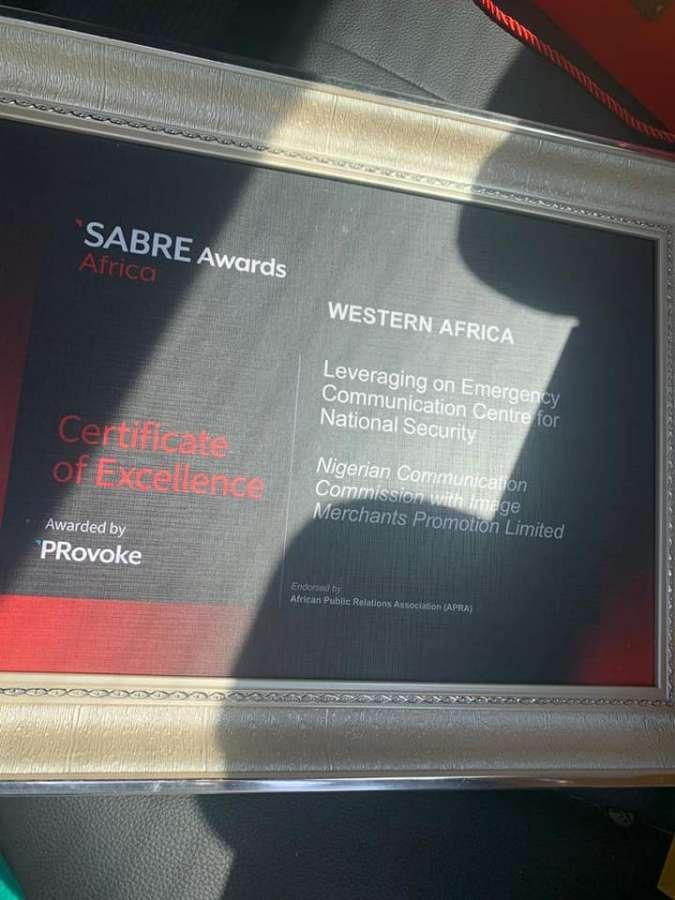 SABRE Awards
Africa
Certificate
of Excellence
Awarded by
PRovoke
WESTERN AFRICA
Leveraging on Emergency
Communication Centre for
National Security
Nigerian Communication
Commission with Image
Merchants Promotion Limited
Endorsed by
African Public Relations Association (APRA)